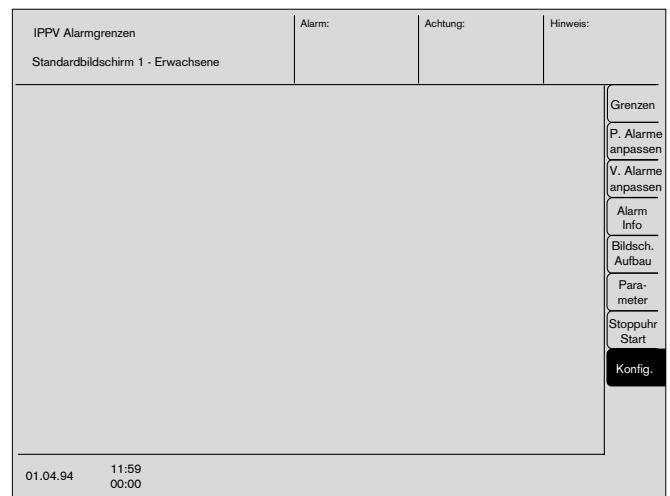 IPPV Alarmgrenzen
Standardbildschirm 1 - Erwachsene
Alarm:
Achtung:
Hinweis:
Grenzen
P. Alarme
anpassen
V. Alarme
anpassen
Alarm
Info
Bildsch.
Aufbau
Para-
meter
Stoppuhr
Start
Konfig.
01.04.94
11:59
00:00